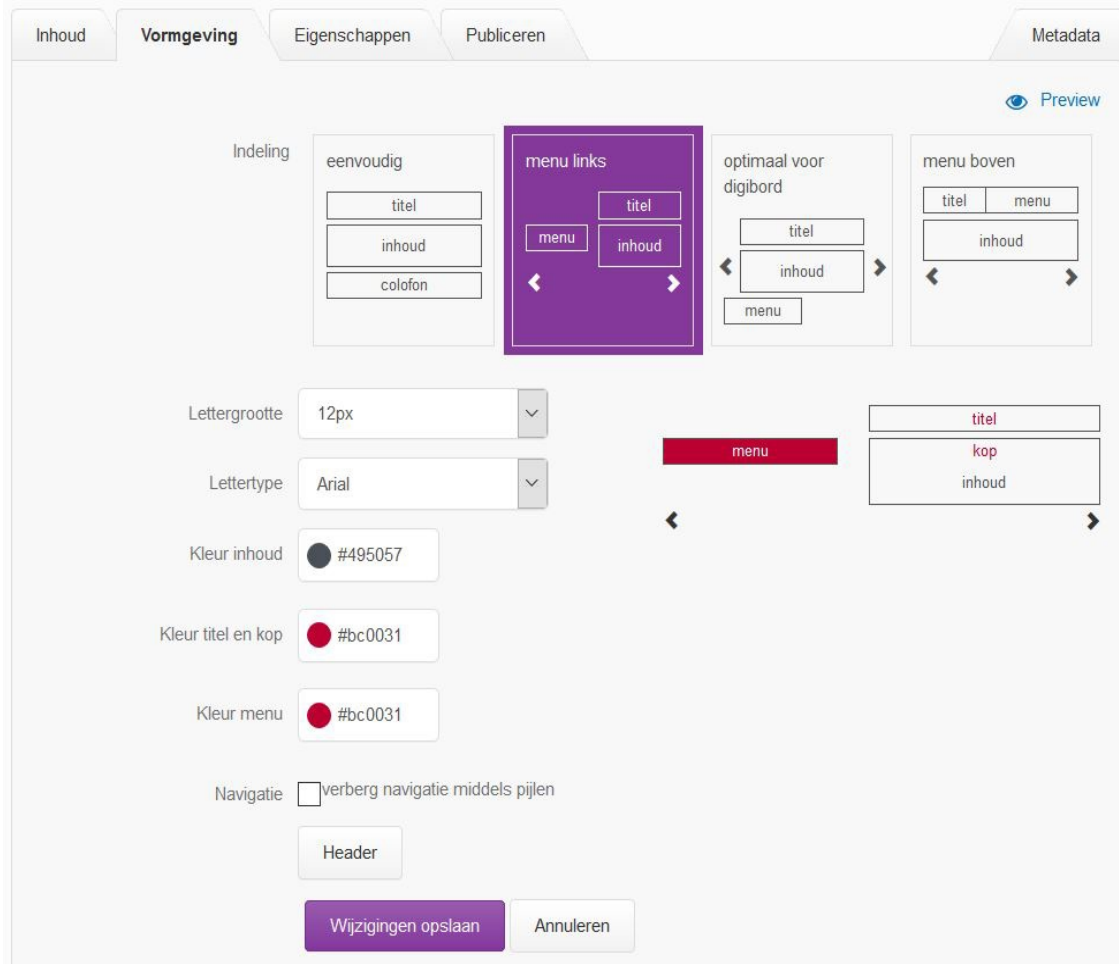 Inhoud Vormgeving Eigenschappen Publiceren Metadata
Preview
Indeling
eenvoudig
titel
inhoud
colofon
menu links
titel
menu
inhoud
optimaal voor
digibord
titel
inhoud
menu
menu boven
titel menu
inhoud
Lettergrootte 12px
titel
menu
kop
inhoud
Lettertype Arial
Kleur inhoud #495057
Kleur titel en kop #bc0031
Kleur menu #bc0031
Navigatie verberg navigatie middels pijlen
Header
Wijzigingen opslaan Annuleren